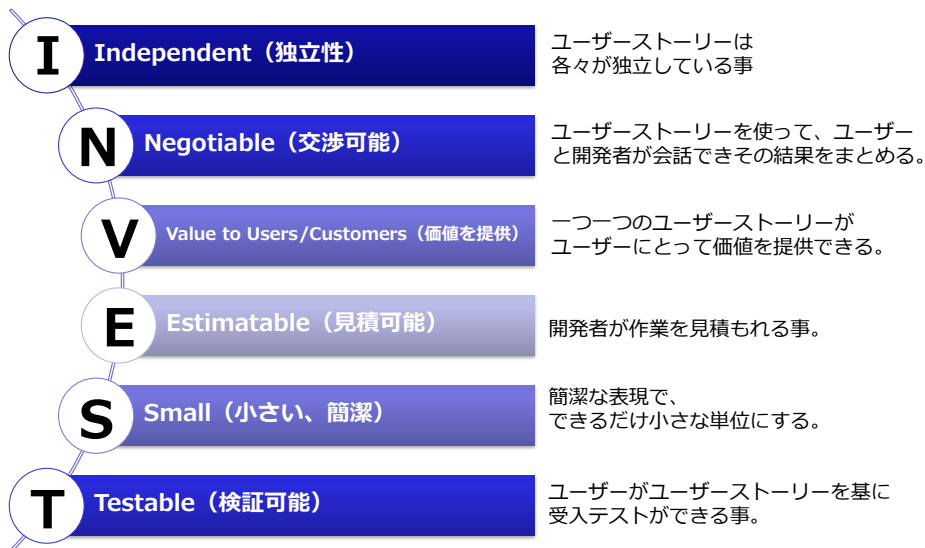 I
Independent（独立性）
ユーザーストーリーは
各々が独立している事
N
Negotiable（交渉可能）
ユーザーストーリーを使って、ユーザー
と開発者が会話できその結果をまとめる。
V
Value to Users/Customers（価値を提供）
一つ一つのユーザーストーリーが
ユーザーにとって価値を提供できる。
E
Estimatable（見積可能）
開発者が作業を見積もれる事。
S
Small（小さい、簡潔）
簡潔な表現で、
できるだけ小さな単位にする。
T
Testable（検証可能）
ユーザーがユーザーストーリーを基に
受入テストができる事。